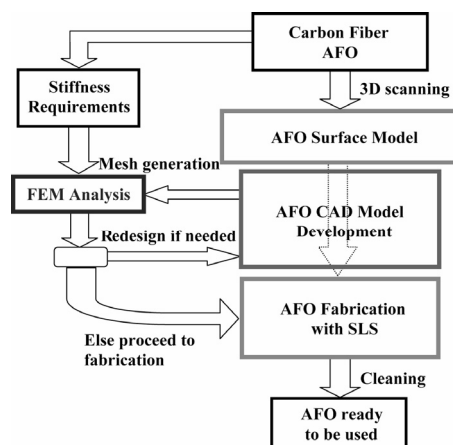 Carbon Fiber
AFO
Stiffness
Requirements
3D scanning
AFO Surface Model
Mesh generation
FEM Analysis
AFO CAD Model
Development
Redesign if needed
AFO Fabrication
with SLS
Else proceed to
fabrication
Cleaning
AFO ready
to be used